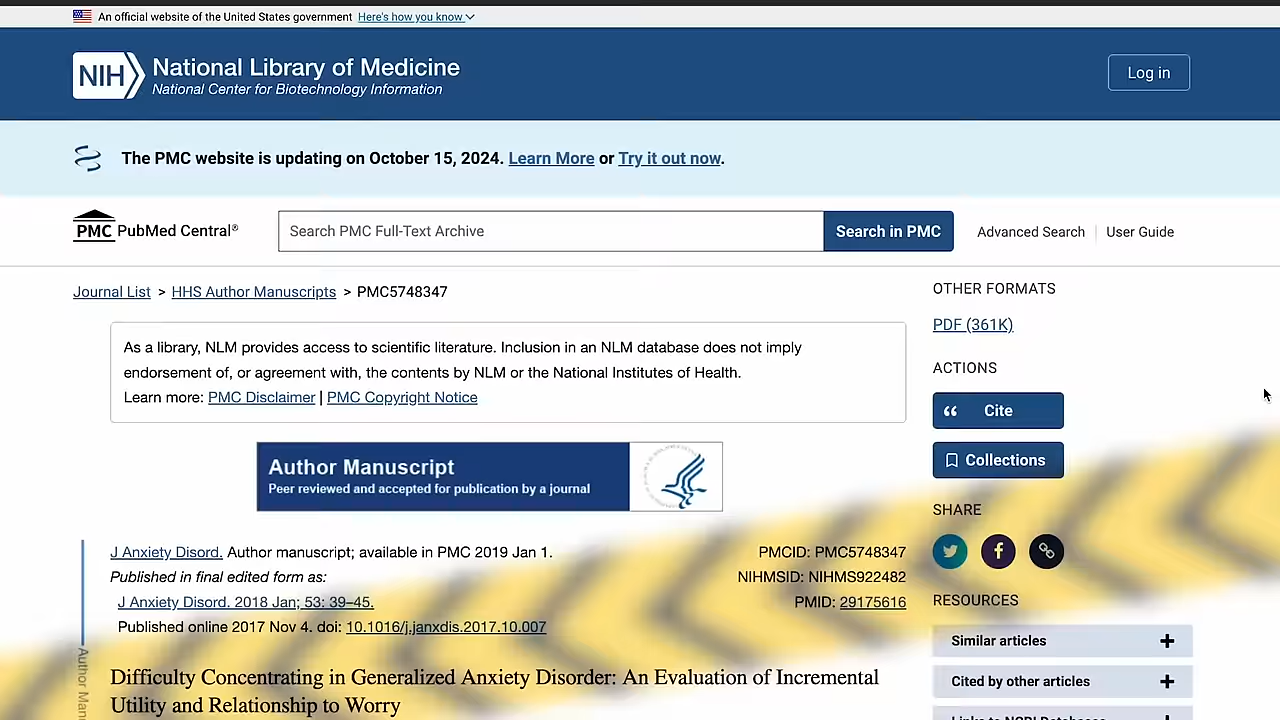 An official website of the United States government Here's how you know
NIH National Library of Medicine
National Center for Biotechnology Information
Log in
The PMC website is updating on October 15, 2024. Learn More or Try it out now.
PMC PubMed Central®
Search PMC Full-Text Archive
Search in PMC
Advanced Search
User Guide
Journal List > HHS Author Manuscripts > PMC5748347
As a library, NLM provides access to scientific literature. Inclusion in an NLM database does not imply
endorsement of, or agreement with, the contents by NLM or the National Institutes of Health.
Learn more: PMC Disclaimer | PMC Copyright Notice
Author Manuscript
Peer reviewed and accepted for publication by a journal
J Anxiety Disord. Author manuscript; available in PMC 2019 Jan 1.
Published in final edited form as:
J Anxiety Disord. 2018 Jan; 53: 39–45.
Published online 2017 Nov 4. doi: 10.1016/j.janxdis.2017.10.007
PMCID: PMC5748347
NIHMSID: NIHMS922482
PMID: 29175616
Author Man
Difficulty Concentrating in Generalized Anxiety Disorder: An Evaluation of Incremental
Utility and Relationship to Worry
OTHER FORMATS
PDF (361K)
ACTIONS
Cite
Collections
SHARE
RESOURCES
Similar articles
Cited by other articles
Links to NCBI Databases